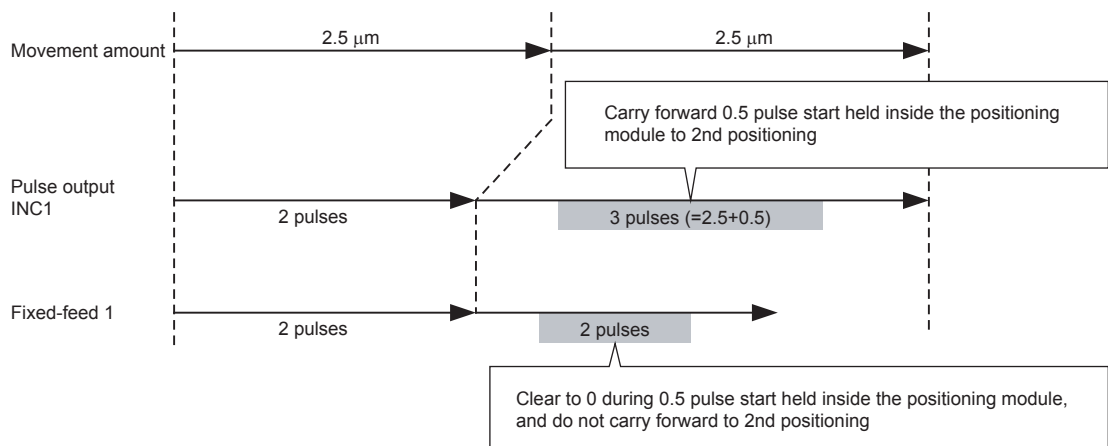 2.5 μm
2.5 μm
Movement amount
Carry forward 0.5 pulse start held inside the positioning
module to 2nd positioning
Pulse output
INC1
2 pulses
3 pulses (=2.5+0.5)
Fixed-feed 1
2 pulses
2 pulses
Clear to 0 during 0.5 pulse start held inside the positioning module,
and do not carry forward to 2nd positioning